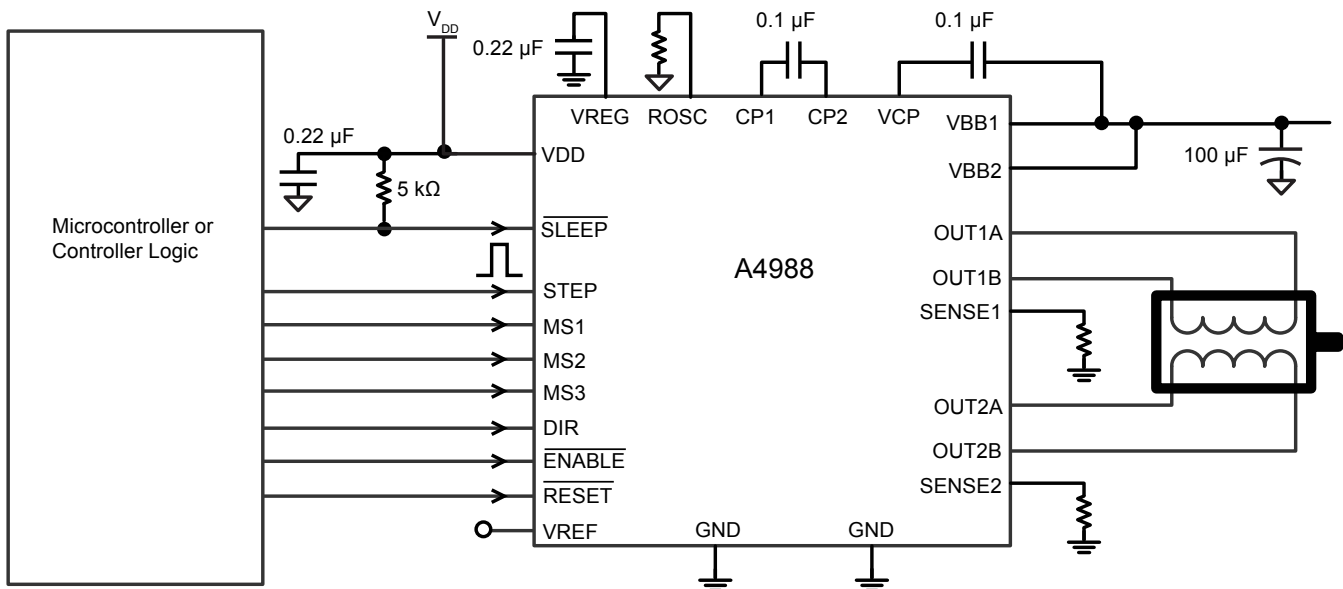 V_DD
0.22 µF
0.1 µF
0.1 µF
VREG ROSC CP1 CP2 VCP
VBB1
0.22 µF
VDD
100 µF
VBB2
5 kΩ
Microcontroller or
Controller Logic
SLEEP
OUT1A
A4988
OUT1B
STEP
SENSE1
MS1
MS2
MS3
OUT2A
DIR
OUT2B
ENABLE
SENSE2
RESET
VREF
GND GND